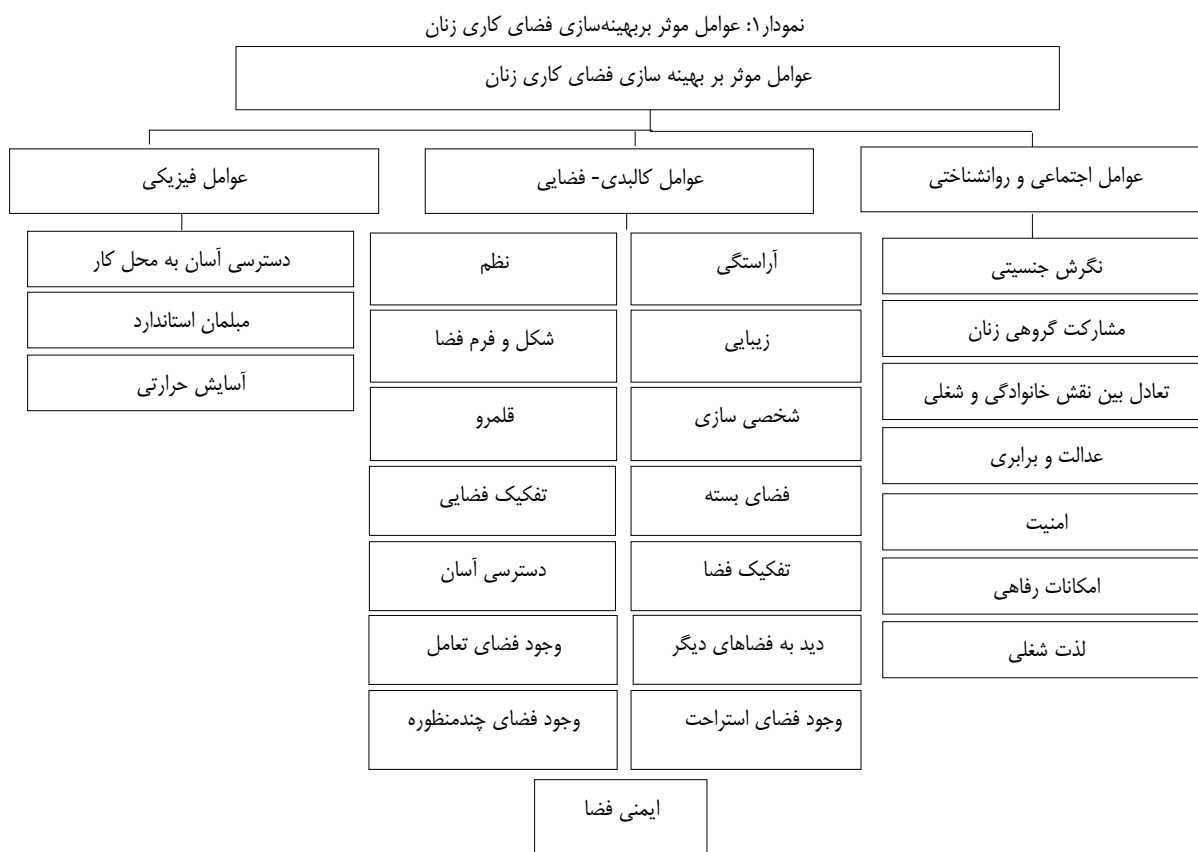 نمودار۱: عوامل موثر بربهینه‌سازی فضای کاری زنان
عوامل موثر بر بهینه سازی فضای کاری زنان
عوامل اجتماعی و روانشناختی
عوامل کالبدی- فضایی
عوامل فیزیکی
نگرش جنسیتی
مشارکت گروهی زنان
تعادل بین نقش خانوادگی و شغلی
عدالت و برابری
امنیت
امکانات رفاهی
لذت شغلی
آراستگی
نظم
زیبایی
شکل و فرم فضا
شخصی سازی
قلمرو
فضای بسته
تفکیک فضایی
تفکیک فضا
دسترسی آسان
دید به فضاهای دیگر
وجود فضای تعامل
وجود فضای استراحت
وجود فضای چندمنظوره
ایمنی فضا
دسترسی آسان به محل کار
مبلمان استاندارد
آسایش حرارتی